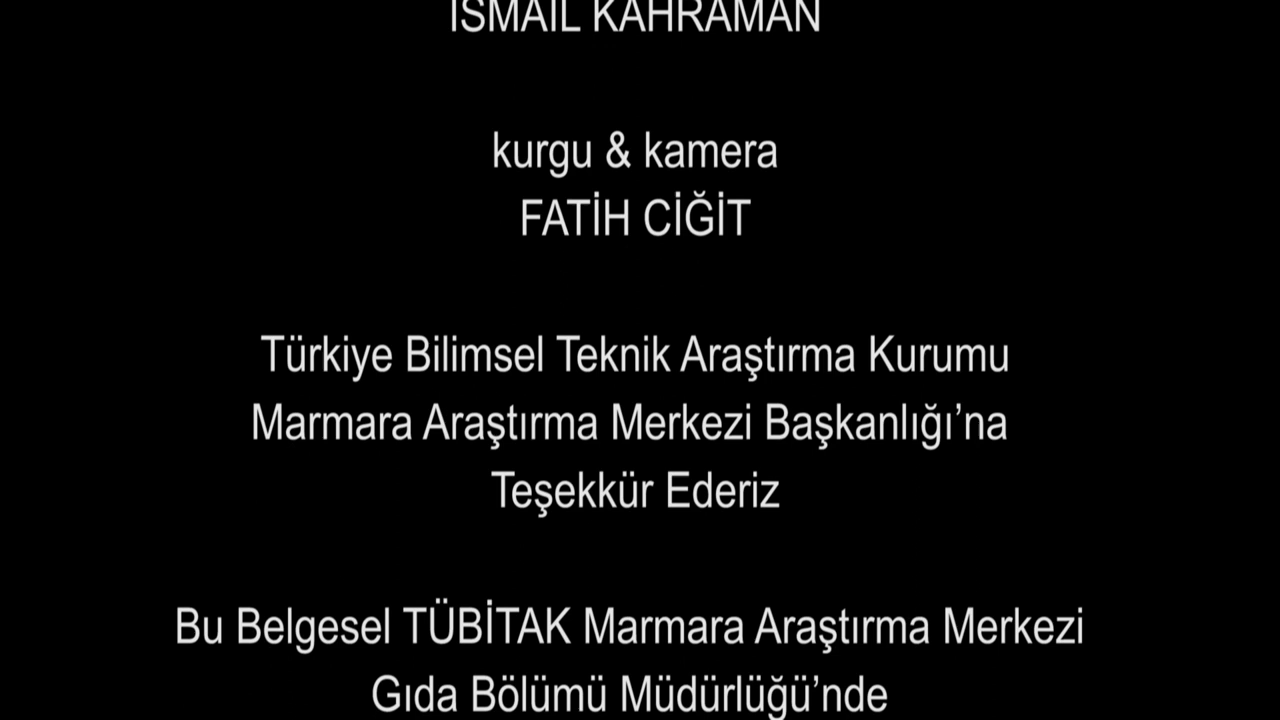 İSMAİL KAHRAMAN
kurgu & kamera
FATİH CİĞİT
Türkiye Bilimsel Teknik Araştırma Kurumu
Marmara Araştırma Merkezi Başkanlığı’na
Teşekkür Ederiz
Bu Belgesel TÜBİTAK Marmara Araştırma Merkezi
Gıda Bölümü Müdürlüğü’nde